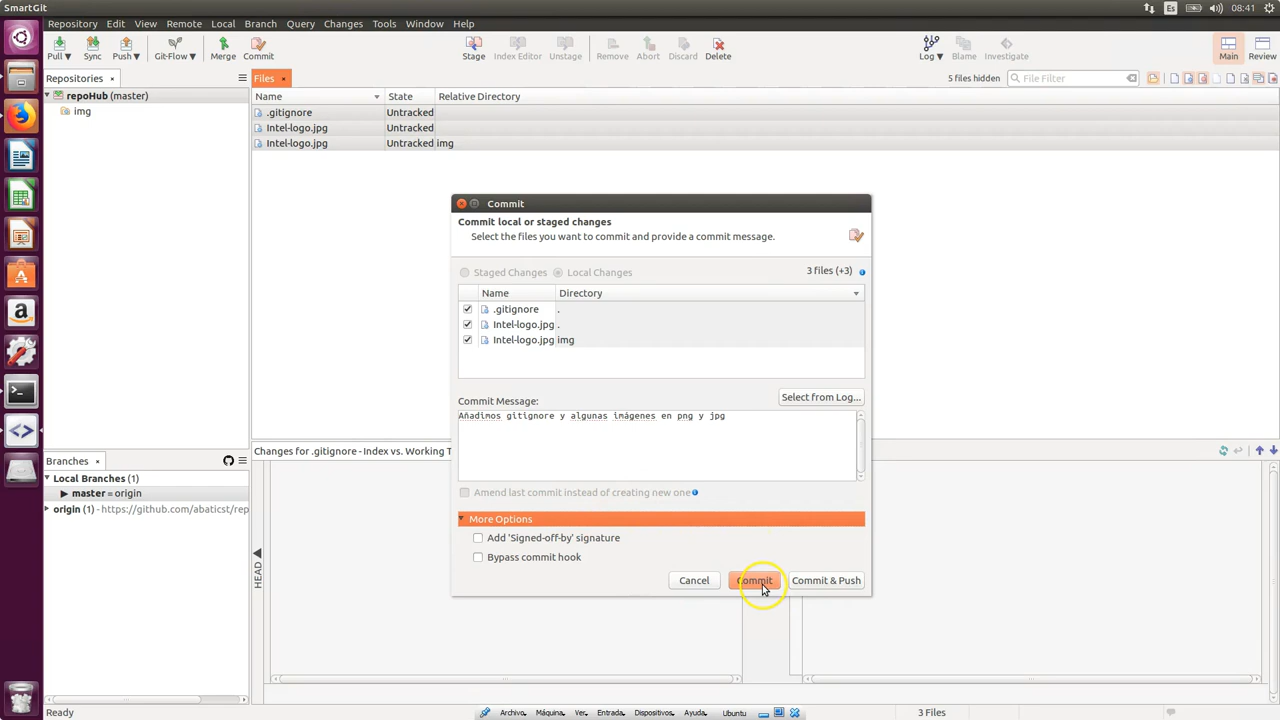 SmartGit
Es
08:41
Repository Edit View Remote Local Branch Query Changes Tools Window Help
Pull Sync Push Git-Flow Merge Commit Stage Index Editor Unstage Remove Abort Discard Delete Log Blame Investigate Main Review
Repositories
Files
5 files hidden
File Filter
repoHub (master)
img
Name State Relative Directory
.gitignore Untracked
Intel-logo.jpg Untracked
Intel-logo.jpg Untracked img
Commit
Commit local or staged changes
Select the files you want to commit and provide a commit message.
Staged Changes Local Changes 3 files (+3)
Name Directory
.gitignore .
Intel-logo.jpg .
Intel-logo.jpg img
Commit Message:
Select from Log...
Añadimos gitignore y algunas imágenes en png y jpg
Amend last commit instead of creating new one
More Options
Add 'Signed-off-by' signature
Bypass commit hook
Cancel Commit Commit & Push
Changes for .gitignore - Index vs. Working T
Branches
Local Branches (1)
master = origin
origin (1) - https://github.com/abaticst/rep
HEAD
Ready
Archivo Máquina Ver Entrada Dispositivos Ayuda Ubuntu
3 Files